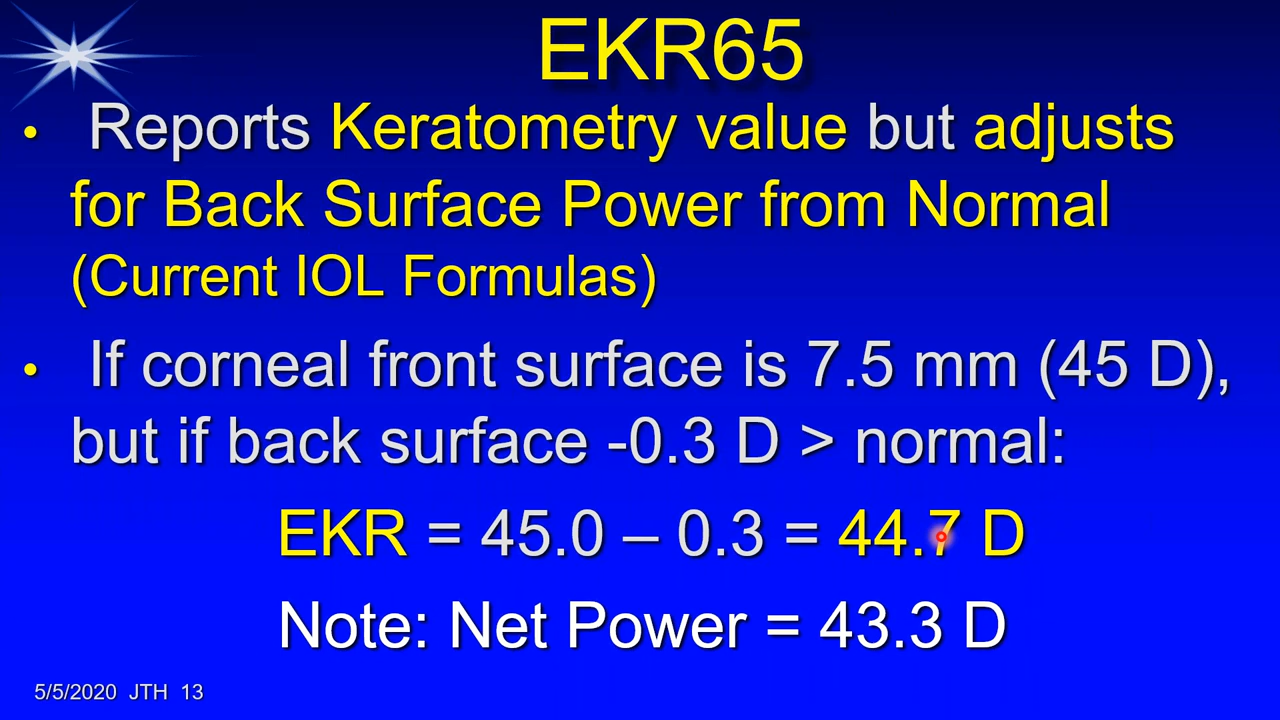 EKR65
• Reports Keratometry value but adjusts
for Back Surface Power from Normal
(Current IOL Formulas)
• If corneal front surface is 7.5 mm (45 D),
but if back surface -0.3 D > normal:
EKR = 45.0 – 0.3 = 44.7 D
Note: Net Power = 43.3 D
5/5/2020 JTH 13